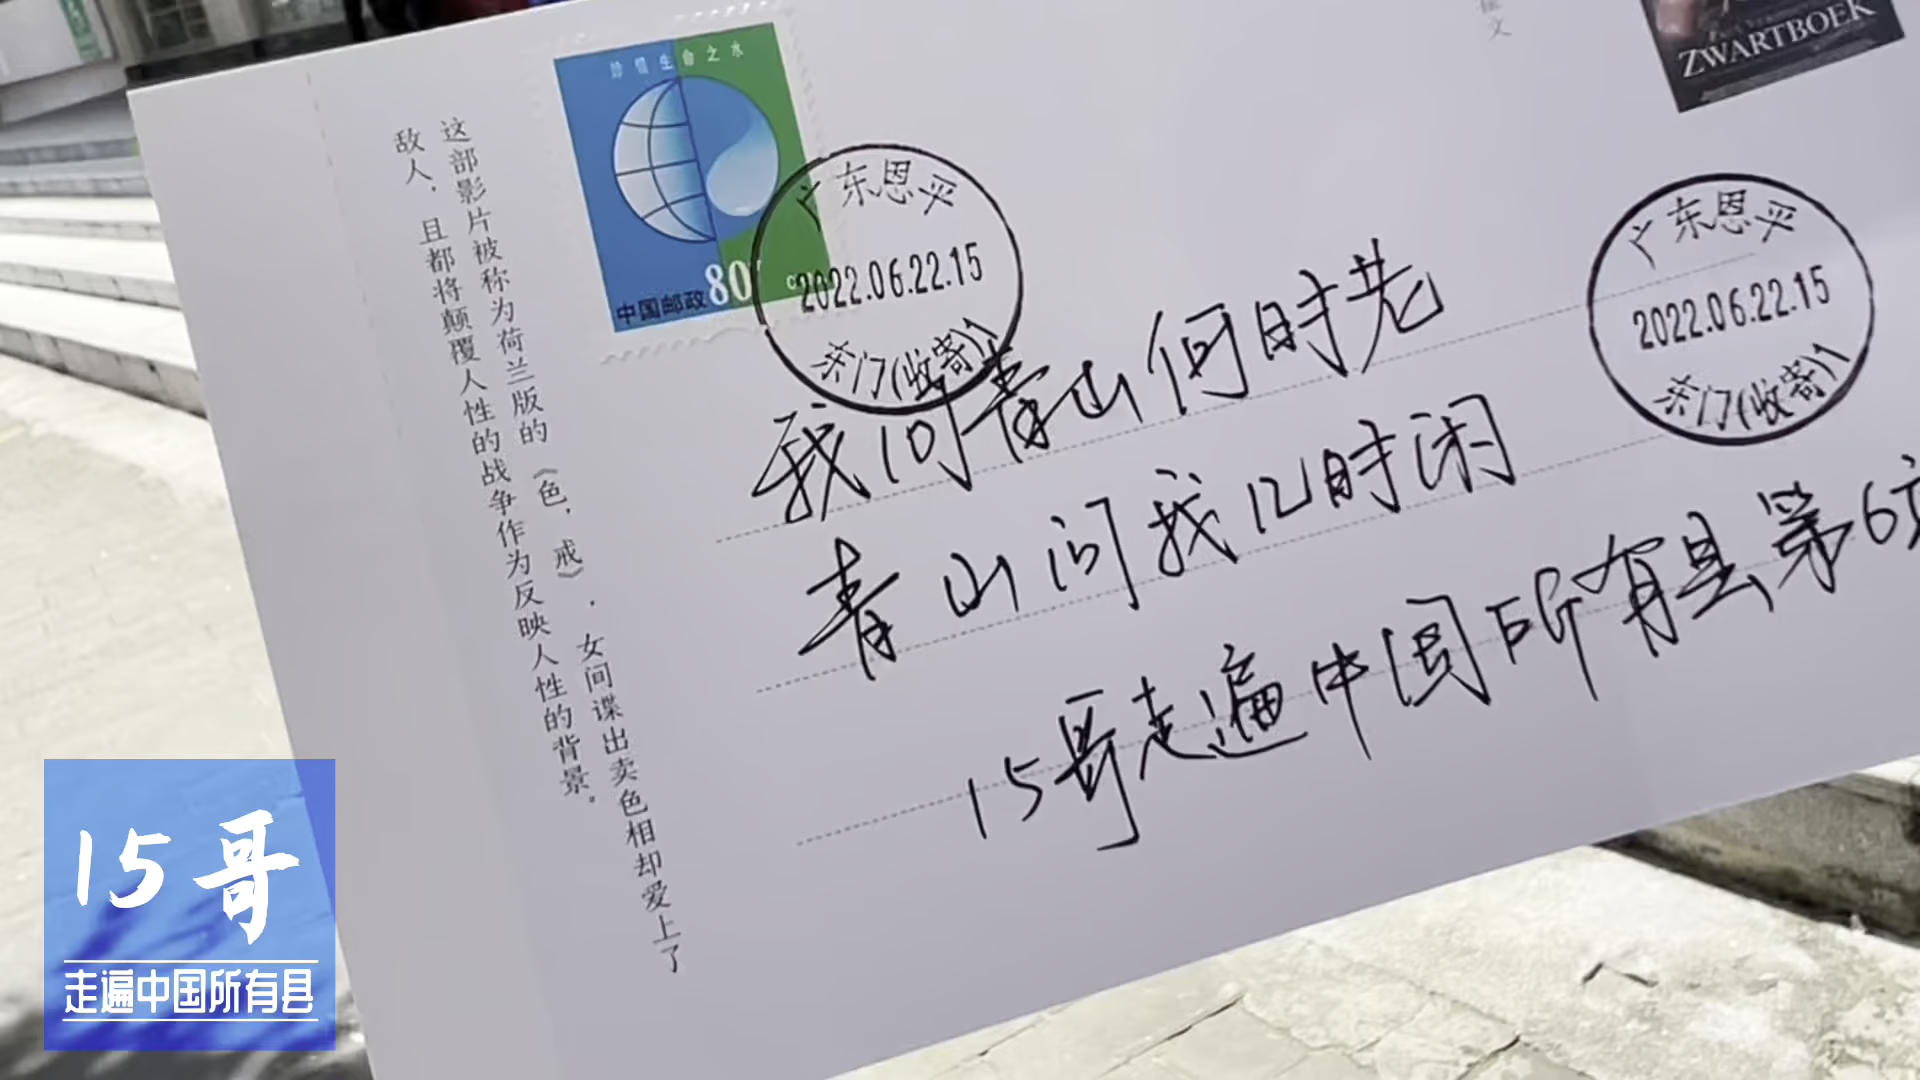 珍惜生命之水
中国邮政 80
ZWARTBOEK
广东恩平
2022.06.22.15
东门(收寄)1
广东恩平
2022.06.22.15
东门(收寄)1
这部影片被称为荷兰版的《色，戒》，女间谍出卖色相却爱上了
敌人，且都将颠覆人性的战争作为反映人性的背景。
我问青山何时老
青山问我几时闲
15哥走遍中国所有县第6
15哥
走遍中国所有县